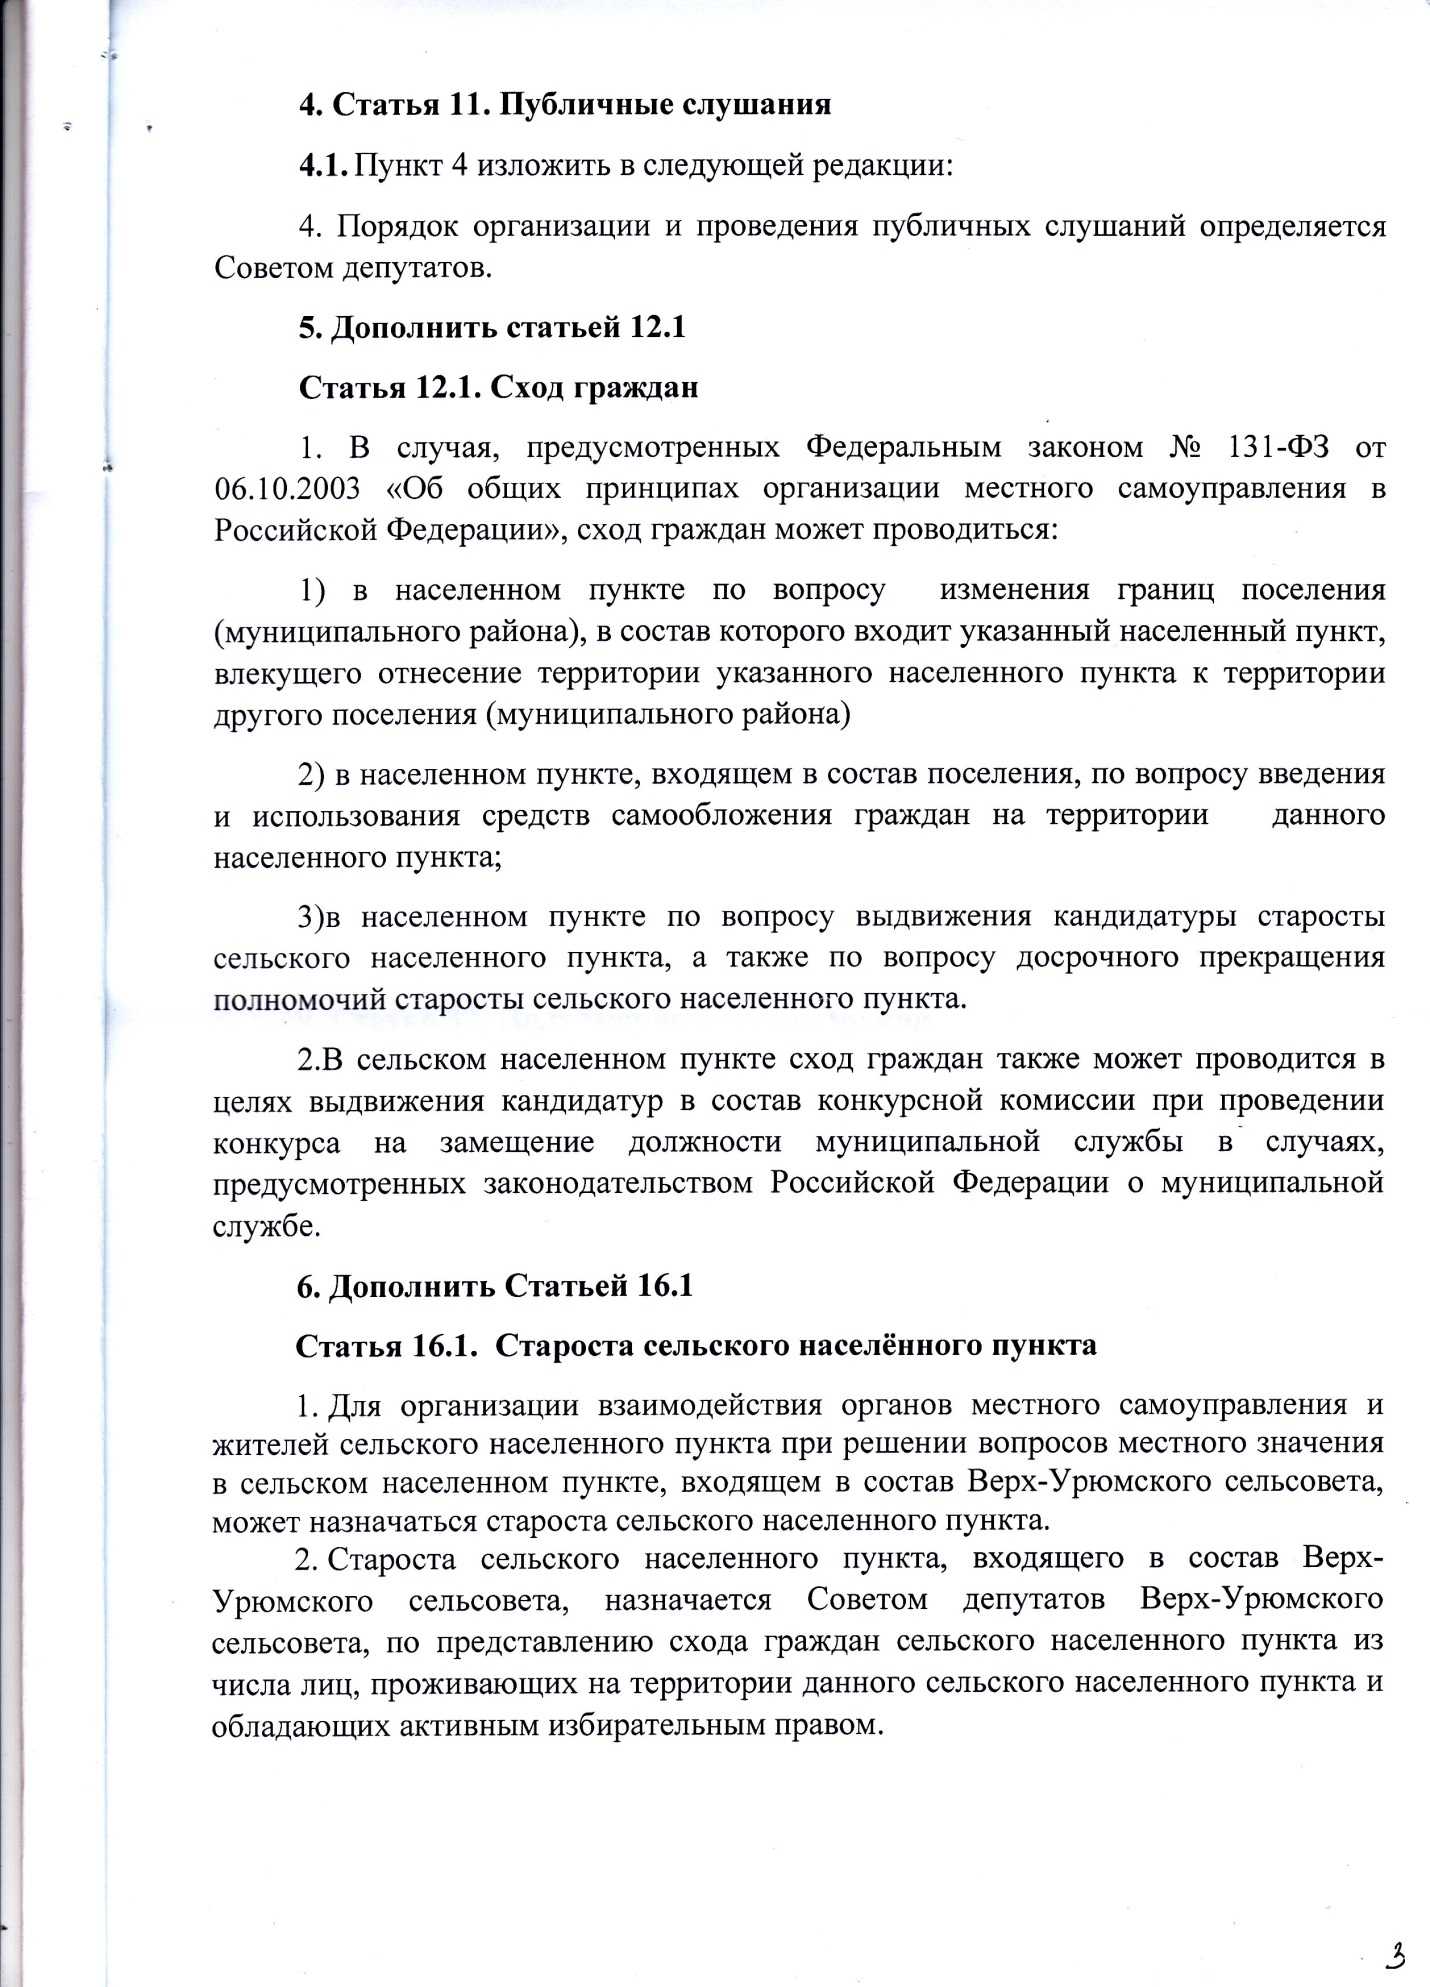 4. Статья 11. Публичные слушания
4.1. Пункт 4 изложить в следующей редакции:
4. Порядок организации и проведения публичных слушаний определяется
Советом депутатов.
5. Дополнить статьей 12.1
Статья 12.1. Сход граждан
1. В случая, предусмотренных Федеральным законом № 131-ФЗ от
06.10.2003 «Об общих принципах организации местного самоуправления в
Российской Федерации», сход граждан может проводиться:
1) в населенном пункте по вопросу изменения границ поселения
(муниципального района), в состав которого входит указанный населенный пункт,
влекущего отнесение территории указанного населенного пункта к территории
другого поселения (муниципального района)
2) в населенном пункте, входящем в состав поселения, по вопросу введения
и использования средств самообложения граждан на территории данного
населенного пункта;
3)в населенном пункте по вопросу выдвижения кандидатуры старосты
сельского населенного пункта, а также по вопросу досрочного прекращения
полномочий старосты сельского населенного пункта.
2.В сельском населенном пункте сход граждан также может проводится в
целях выдвижения кандидатур в состав конкурсной комиссии при проведении
конкурса на замещение должности муниципальной службы в случаях,
предусмотренных законодательством Российской Федерации о муниципальной
службе.
6. Дополнить Статьей 16.1
Статья 16.1. Староста сельского населённого пункта
1. Для организации взаимодействия органов местного самоуправления и
жителей сельского населенного пункта при решении вопросов местного значения
в сельском населенном пункте, входящем в состав Верх-Урюмского сельсовета,
может назначаться староста сельского населенного пункта.
2. Староста сельского населенного пункта, входящего в состав Верх-
Урюмского сельсовета, назначается Советом депутатов Верх-Урюмского
сельсовета, по представлению схода граждан сельского населенного пункта из
числа лиц, проживающих на территории данного сельского населенного пункта и
обладающих активным избирательным правом.
3